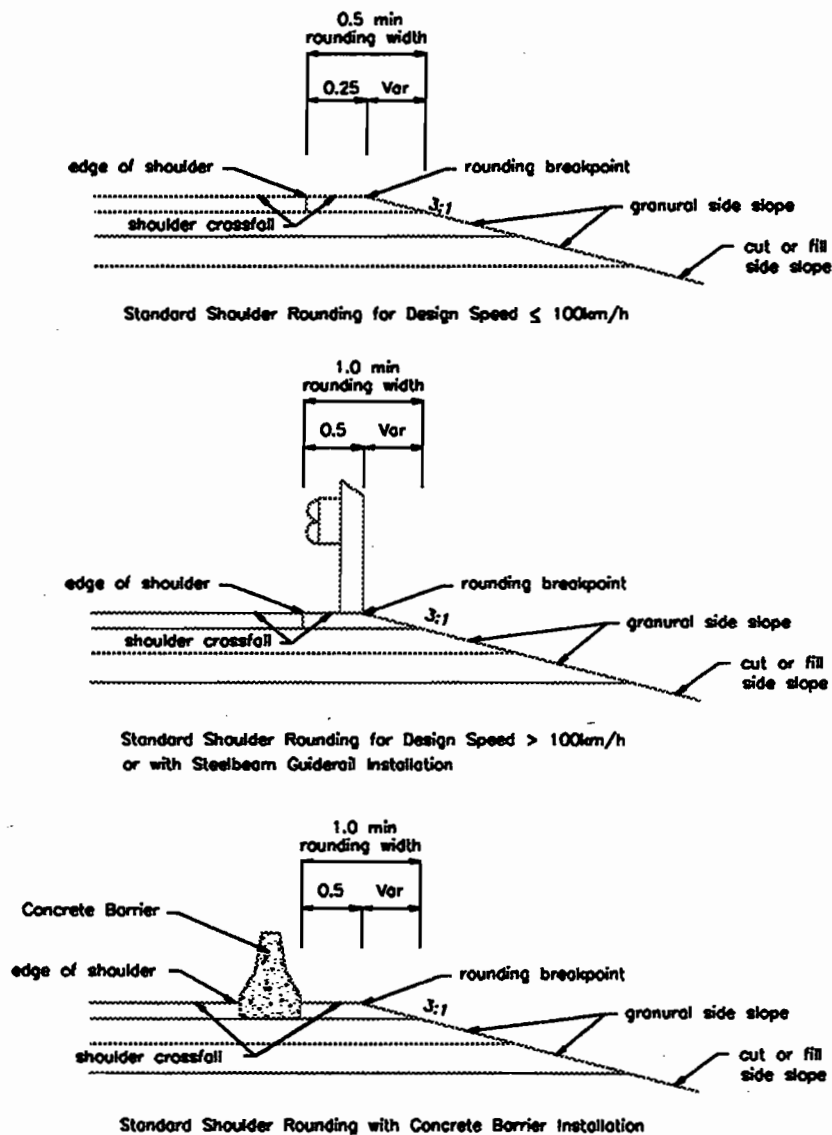 0.5 min
rounding width
0.25 Var
edge of shoulder
rounding breakpoint
3:1
granural side slope
shoulder crossfall
cut or fill
side slope
Standard Shoulder Rounding for Design Speed ≤ 100km/h
1.0 min
rounding width
0.5 Var
edge of shoulder
rounding breakpoint
3:1
granural side slope
shoulder crossfall
cut or fill
side slope
Standard Shoulder Rounding for Design Speed > 100km/h
or with Steelbeam Guiderail Installation
1.0 min
rounding width
0.5 Var
Concrete Barrier
edge of shoulder
rounding breakpoint
3:1
granural side slope
shoulder crossfall
cut or fill
side slope
Standard Shoulder Rounding with Concrete Barrier Installation